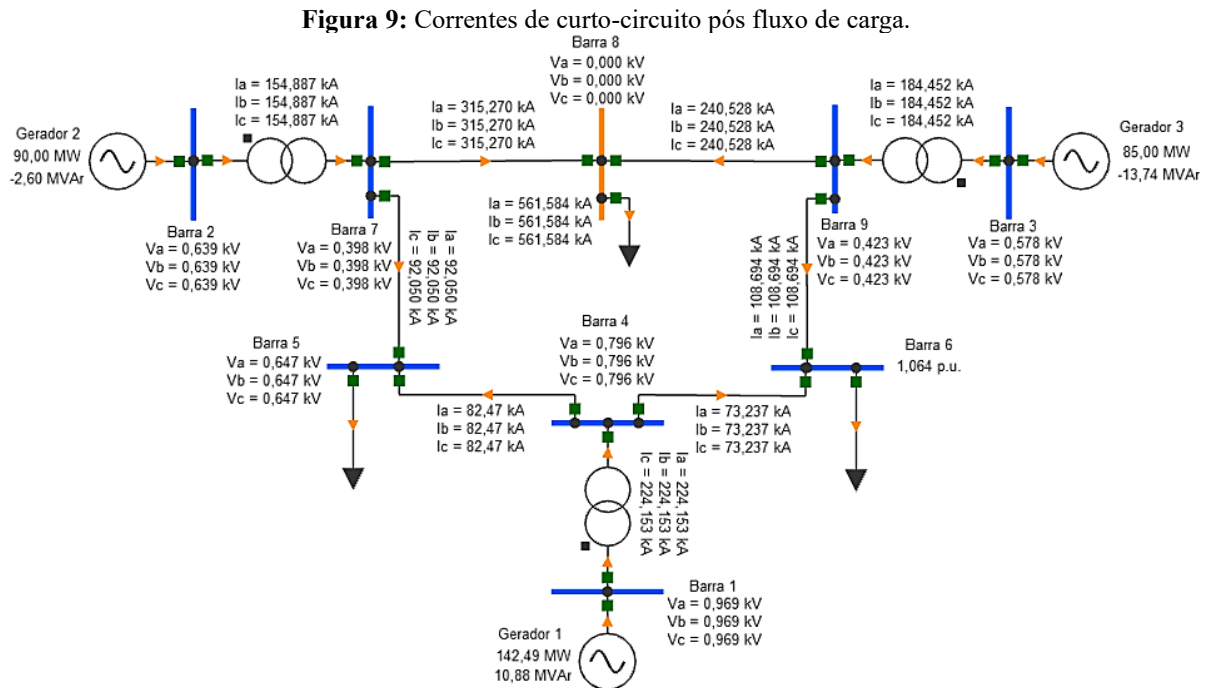 Figura 9: Correntes de curto-circuito pós fluxo de carga.
Barra 8
Va = 0,000 kV
Vb = 0,000 kV
Vc = 0,000 kV
Ia = 154,887 kA
Ib = 154,887 kA
Ic = 154,887 kA
Ia = 315,270 kA
Ib = 315,270 kA
Ic = 315,270 kA
Ia = 240,528 kA
Ib = 240,528 kA
Ic = 240,528 kA
Ia = 184,452 kA
Ib = 184,452 kA
Ic = 184,452 kA
Gerador 2
90,00 MW
-2,60 MVAr
Gerador 3
85,00 MW
-13,74 MVAr
Ia = 561,584 kA
Ib = 561,584 kA
Ic = 561,584 kA
Barra 2
Va = 0,639 kV
Vb = 0,639 kV
Vc = 0,639 kV
Barra 7
Va = 0,398 kV
Vb = 0,398 kV
Vc = 0,398 kV
Ia = 92,050 kA
Ib = 92,050 kA
Ic = 92,050 kA
Ia = 108,694 kA
Ib = 108,694 kA
Ic = 108,694 kA
Barra 9
Va = 0,423 kV
Vb = 0,423 kV
Vc = 0,423 kV
Barra 3
Va = 0,578 kV
Vb = 0,578 kV
Vc = 0,578 kV
Barra 5
Va = 0,647 kV
Vb = 0,647 kV
Vc = 0,647 kV
Barra 4
Va = 0,796 kV
Vb = 0,796 kV
Vc = 0,796 kV
Barra 6
1,064 p.u.
Ia = 82,47 kA
Ib = 82,47 kA
Ic = 82,47 kA
Ia = 73,237 kA
Ib = 73,237 kA
Ic = 73,237 kA
Ia = 224,153 kA
Ib = 224,153 kA
Ic = 224,153 kA
Barra 1
Va = 0,969 kV
Vb = 0,969 kV
Vc = 0,969 kV
Gerador 1
142,49 MW
10,88 MVAr